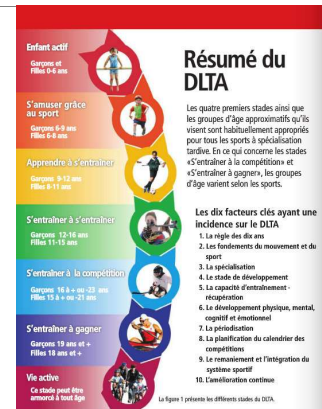 Enfant actif
Garçons et
Filles 0-6 ans
S'amuser grâce
au sport
Garçons 6-9 ans
Filles 6-8 ans
Apprendre à s'entraîner
Garçons 9-12 ans
Filles 8-11 ans
S'entraîner à s'entraîner
Garçons 12-16 ans
Filles 11-15 ans
S'entraîner à la compétition
Garçons 16 à + ou -23 ans
Filles 15 à + ou -21 ans
S'entraîner à gagner
Garçons 19 ans et +
Filles 18 ans et +
Vie active
Ce stade peut être
amorcé à tout âge
Résumé du
DLTA
Les quatre premiers stades ainsi que
les groupes d'âge approximatifs qu'ils
visent sont habituellement appropriés
pour tous les sports à spécialisation
tardive. En ce qui concerne les stades
«S'entraîner à la compétition» et
«S'entraîner à gagner», les groupes
d'âge varient selon les sports.
Les dix facteurs clés ayant une
incidence sur le DLTA
1. La règle des dix ans
2. Les fondements du mouvement et du
sport
3. La spécialisation
4. Le stade de développement
5. La capacité d'entraînement -
récupération
6. Le développement physique, mental,
cognitif et émotionnel
7. La périodisation
8. La planification du calendrier des
compétitions
9. Le remaniement et l'intégration du
système sportif
10. L'amélioration continue
La figure 1 présente les différents stades du DLTA.